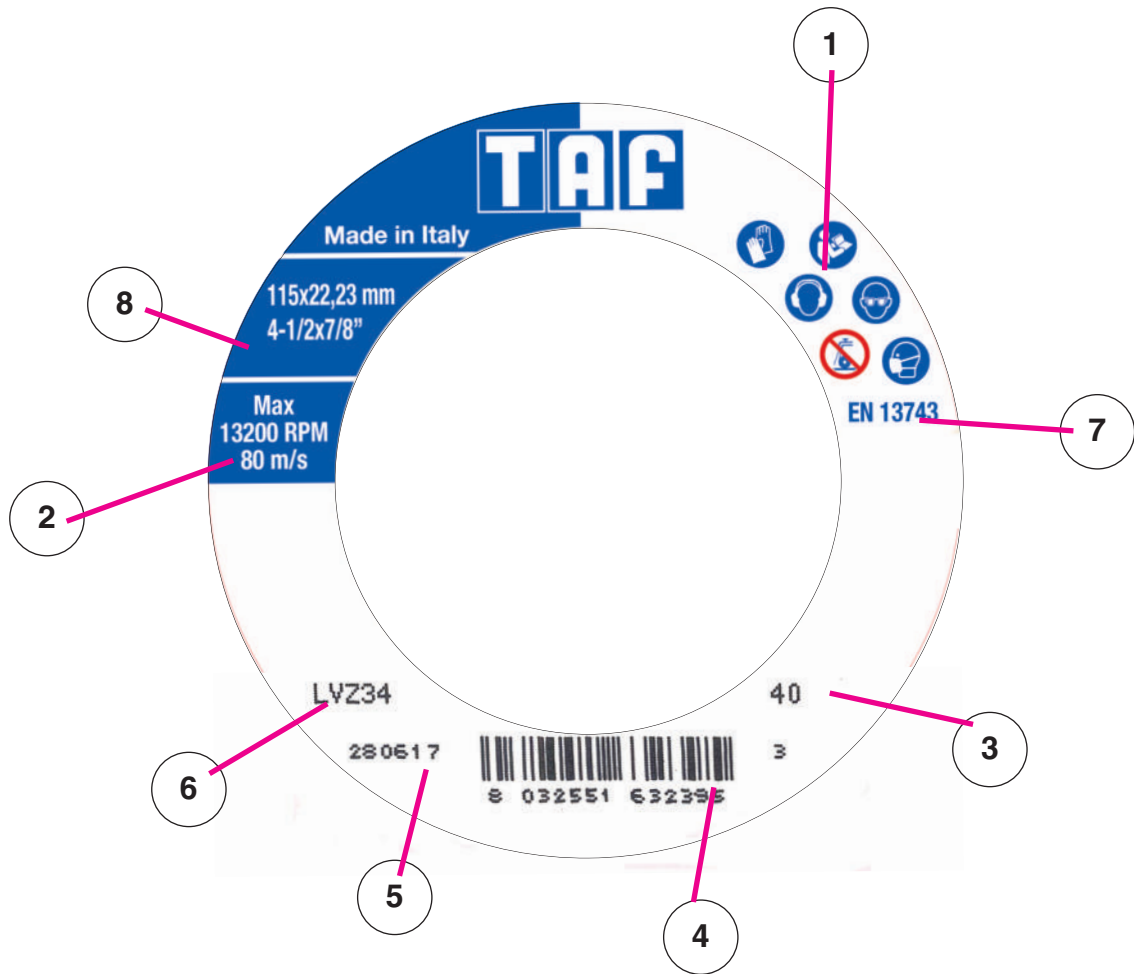 1
TAF
Made in Italy
8
115x22,23 mm
4-1/2x7/8”
Max
13200 RPM
80 m/s
2
EN 13743
7
LVZ34
40
3
6
280617
3
8 032551 632395
5
4